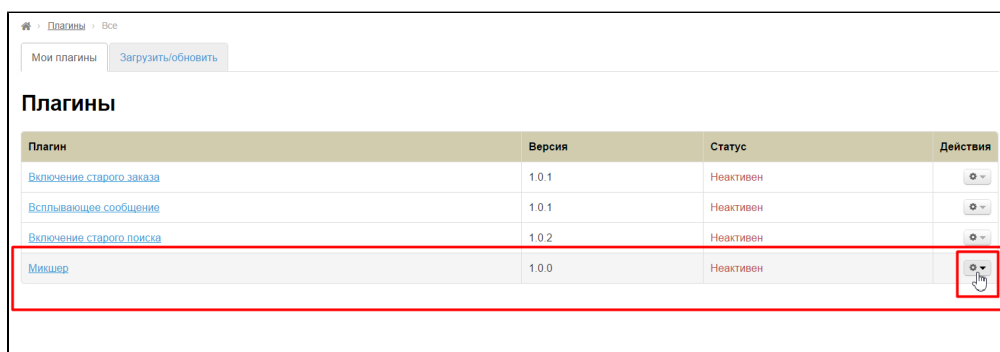 › Плагины › Все
Мои плагины Загрузить/обновить
Плагины
Плагин Версия Статус Действия
Включение старого заказа 1.0.1 Неактивен
Всплывающее сообщение 1.0.1 Неактивен
Включение старого поиска 1.0.2 Неактивен
Микшер 1.0.0 Неактивен